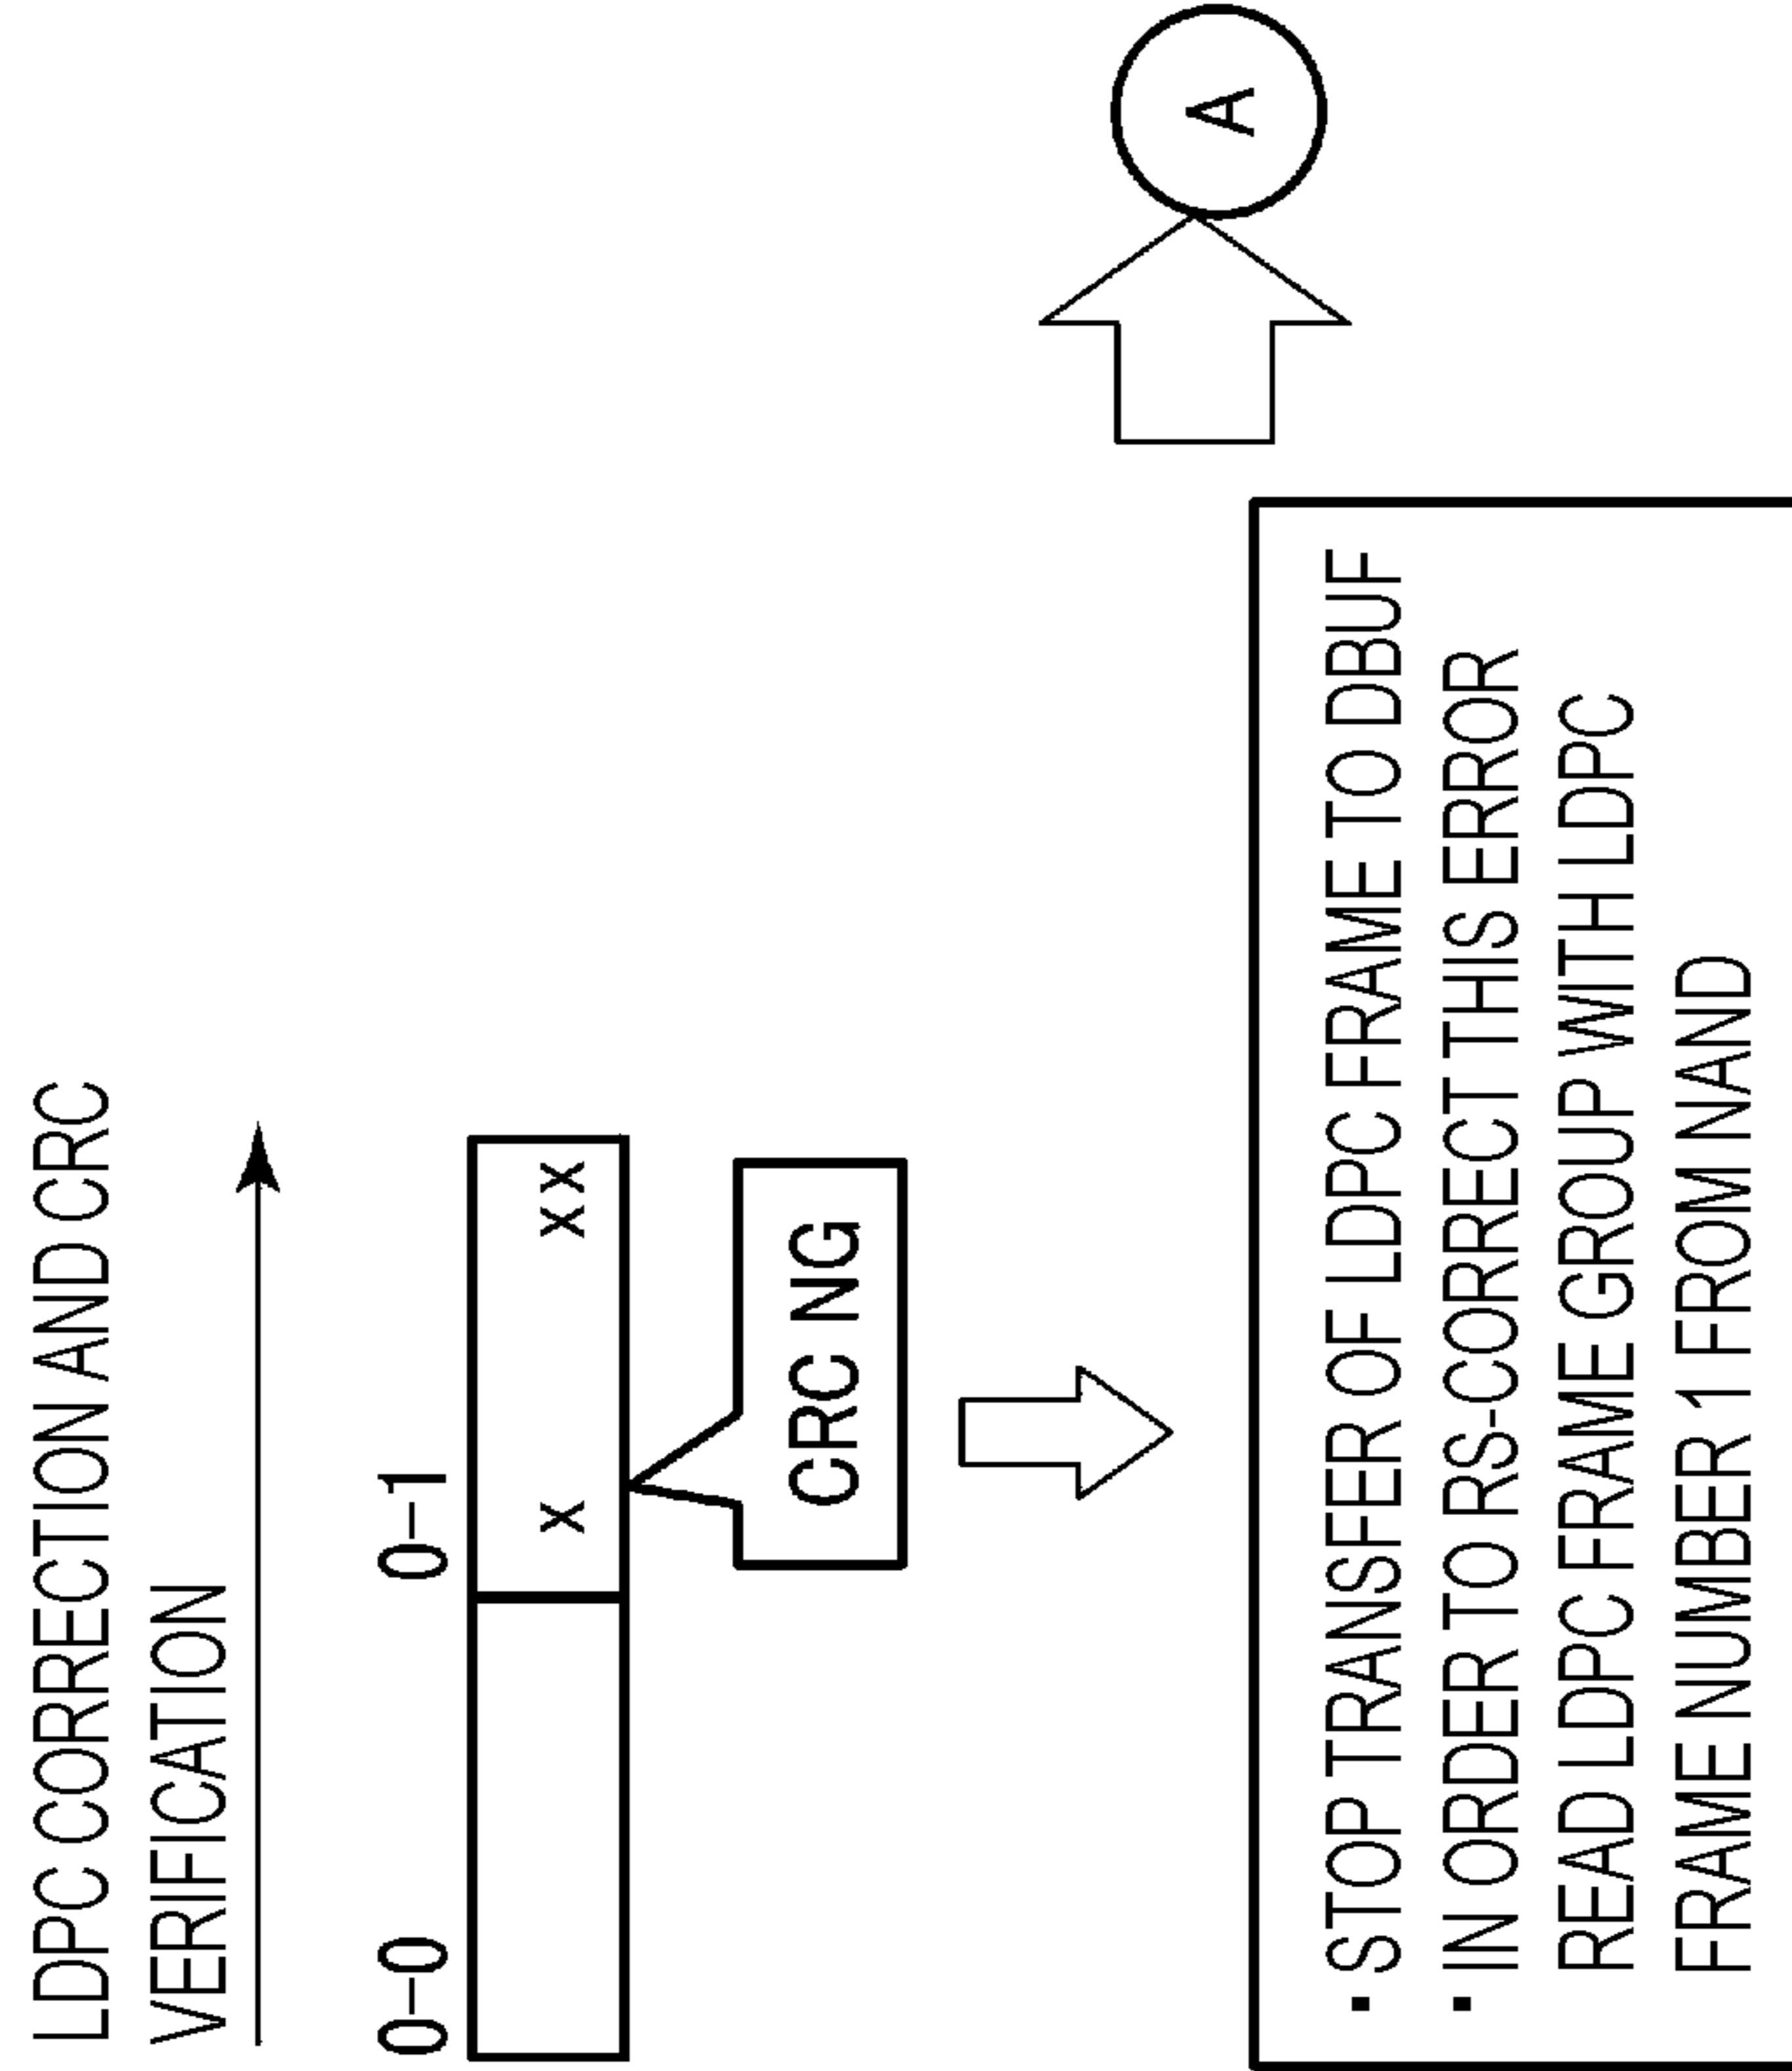 LDPC CORRECTION AND CRC
VERIFICATION
0-0 0-1
x xx
CRC NG
▪ STOP TRANSFER OF LDPC FRAME TO DBUF
▪ IN ORDER TO RS-CORRECT THIS ERROR
READ LDPC FRAME GROUP WITH LDPC
FRAME NUMBER 1 FROM NAND
A